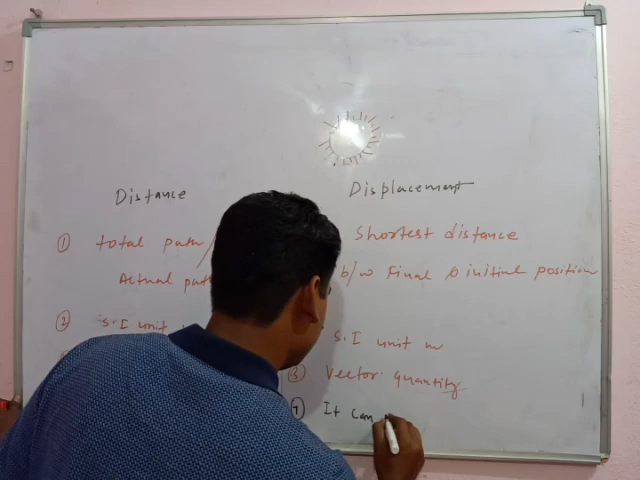 Distance
Displacement
① total path /
Actual path
Shortest distance
b/w Final & initial position
② S.I unit
S.I unit m
③ Vector quantity
④ It can